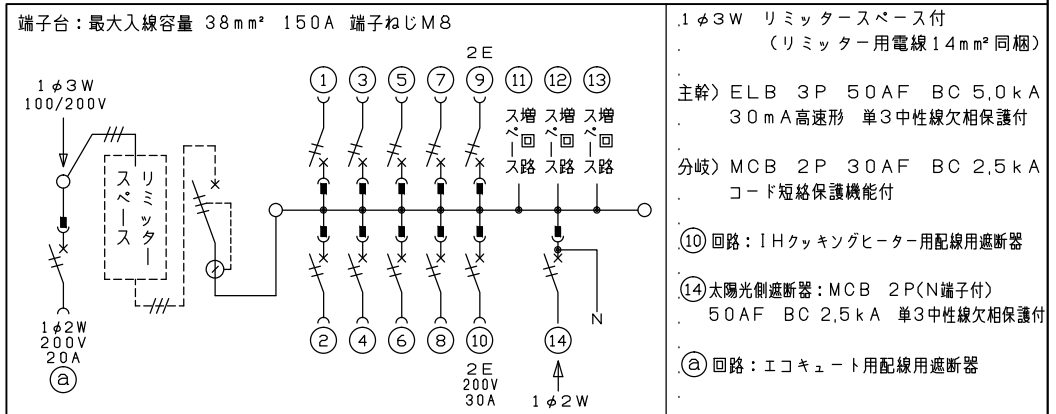 端子台：最大入線容量 38mm² 150A 端子ねじM8
1φ3W
100/200V
リミッター
スペース
1φ2W
200V
20A
ⓐ
2E
① ③ ⑤ ⑦ ⑨ ⑪ ⑫ ⑬
増回路
スペース
増回路
スペース
増回路
スペース
② ④ ⑥ ⑧ ⑩ ⑭
N
2E
200V
30A
1φ2W
1φ3W リミッタースペース付
（リミッター用電線14mm²同梱）
主幹）ELB 3P 50AF BC 5,0kA
30mA高速形 単3中性線欠相保護付
分岐）MCB 2P 30AF BC 2,5kA
コード短絡保護機能付
⑩回路：IHクッキングヒーター用配線用遮断器
⑭太陽光側遮断器：MCB 2P(N端子付)
50AF BC 2,5kA 単3中性線欠相保護付
ⓐ回路：エコキュート用配線用遮断器